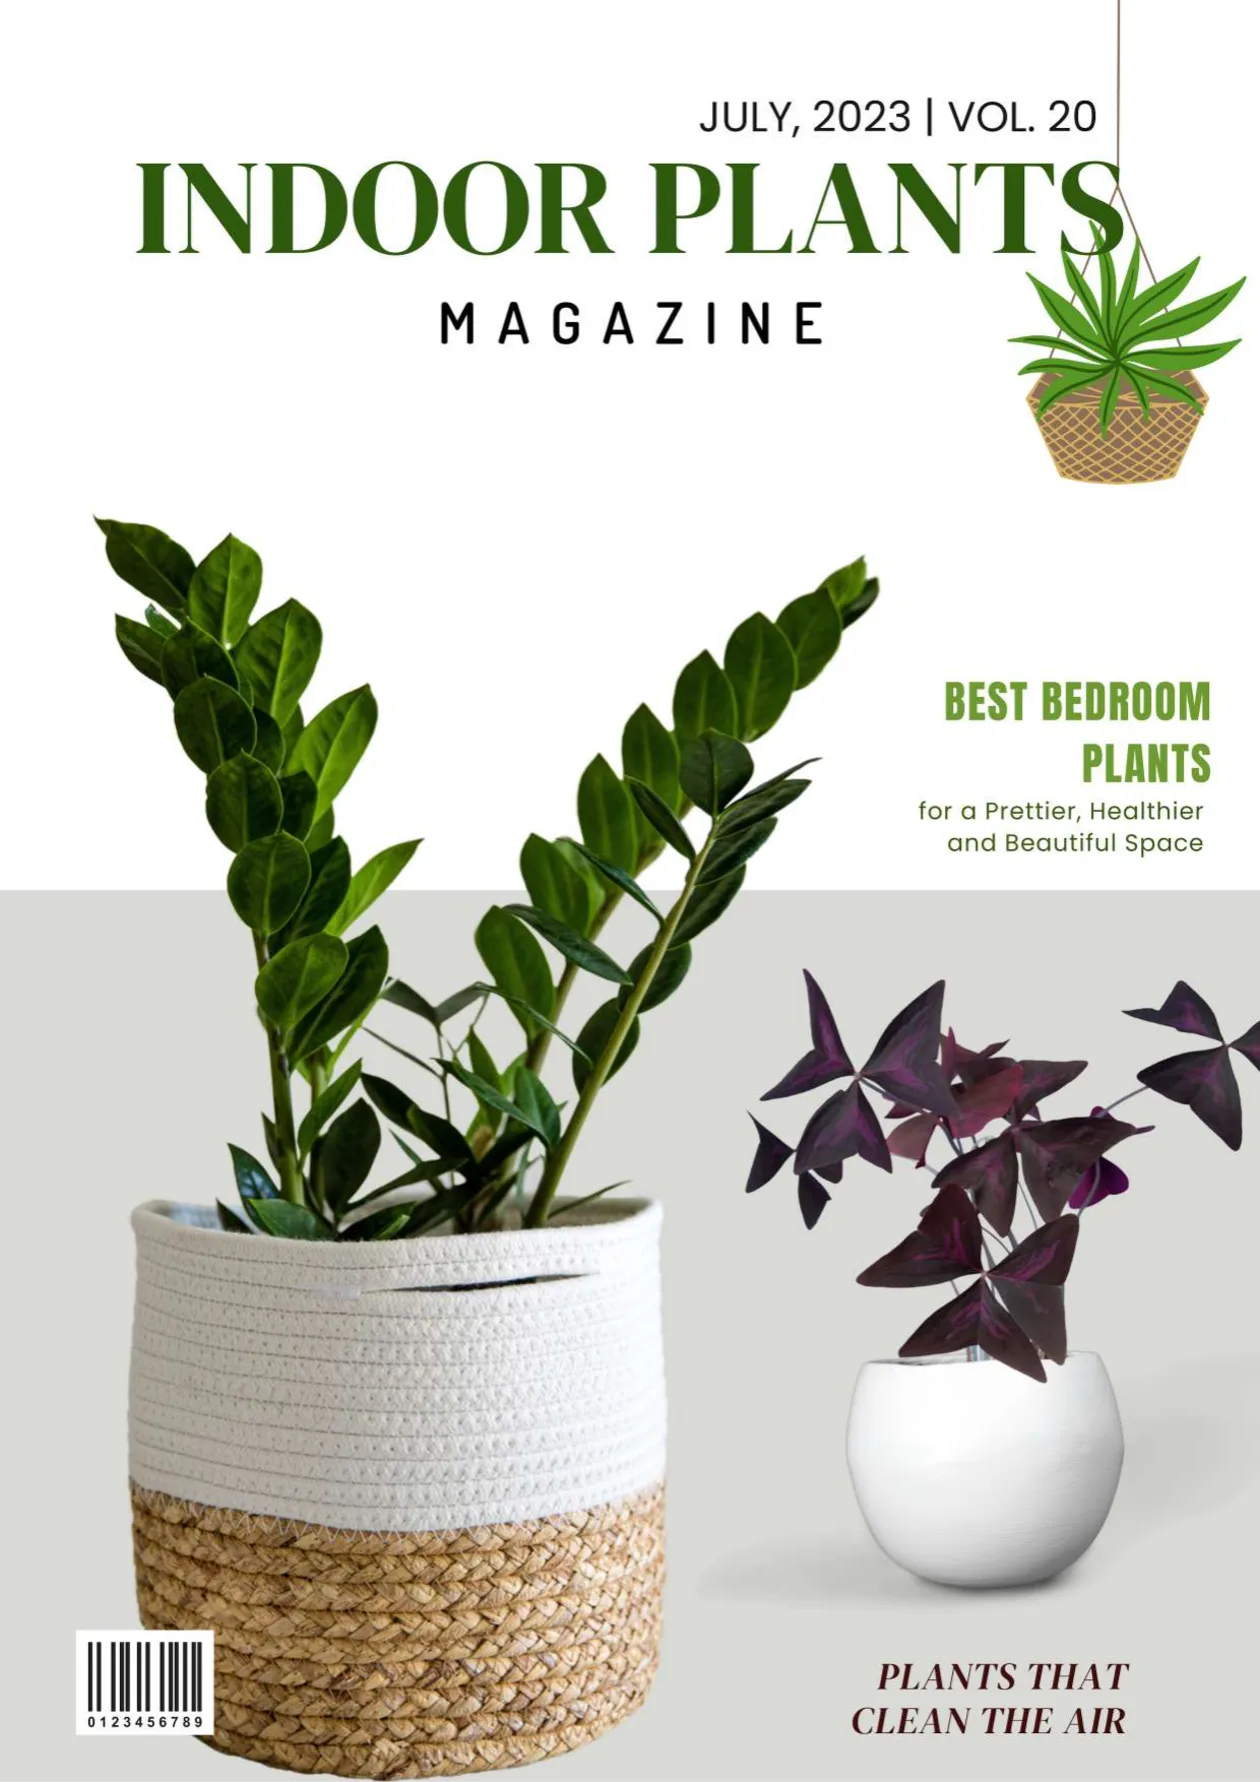 JULY, 2023 | VOL. 20
INDOOR PLANTS
MAGAZINE
BEST BEDROOM
PLANTS
for a Prettier, Healthier
and Beautiful Space
PLANTS THAT
CLEAN THE AIR
0123456789